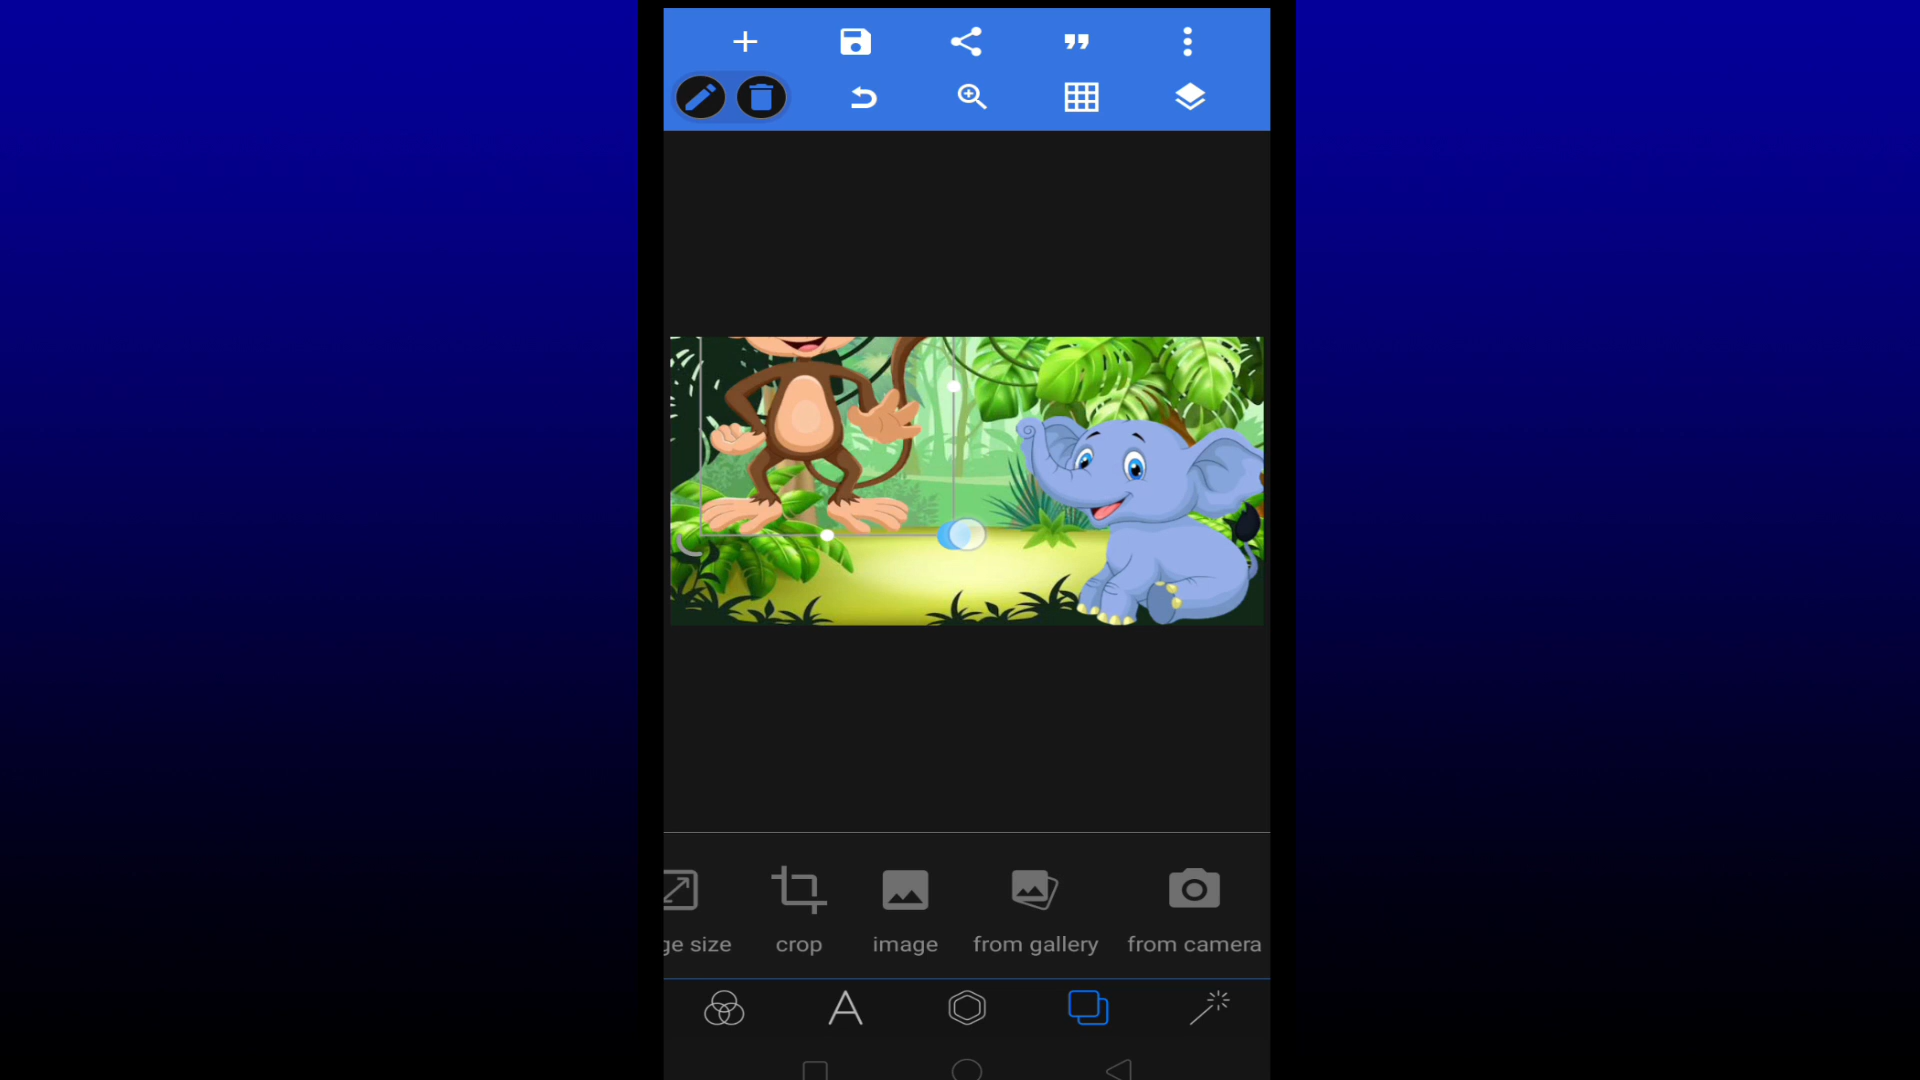 ge size
crop
image
from gallery
from camera